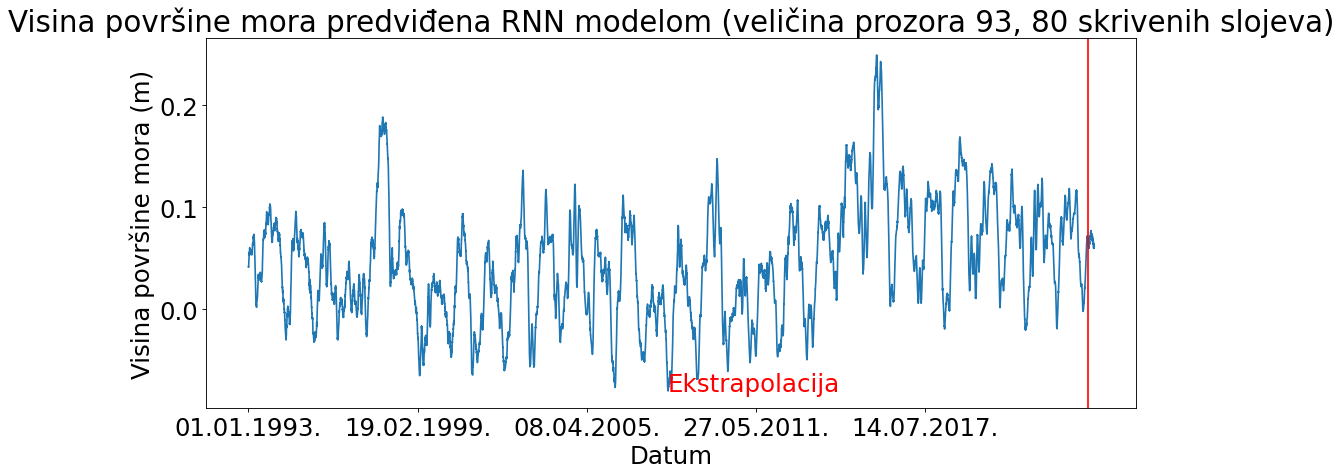 Visina površine mora predviđena RNN modelom (veličina prozora 93, 80 skrivenih slojeva)
Visina površine mora (m)
0.2
0.1
0.0
Ekstrapolacija
01.01.1993. 19.02.1999. 08.04.2005. 27.05.2011. 14.07.2017.
Datum